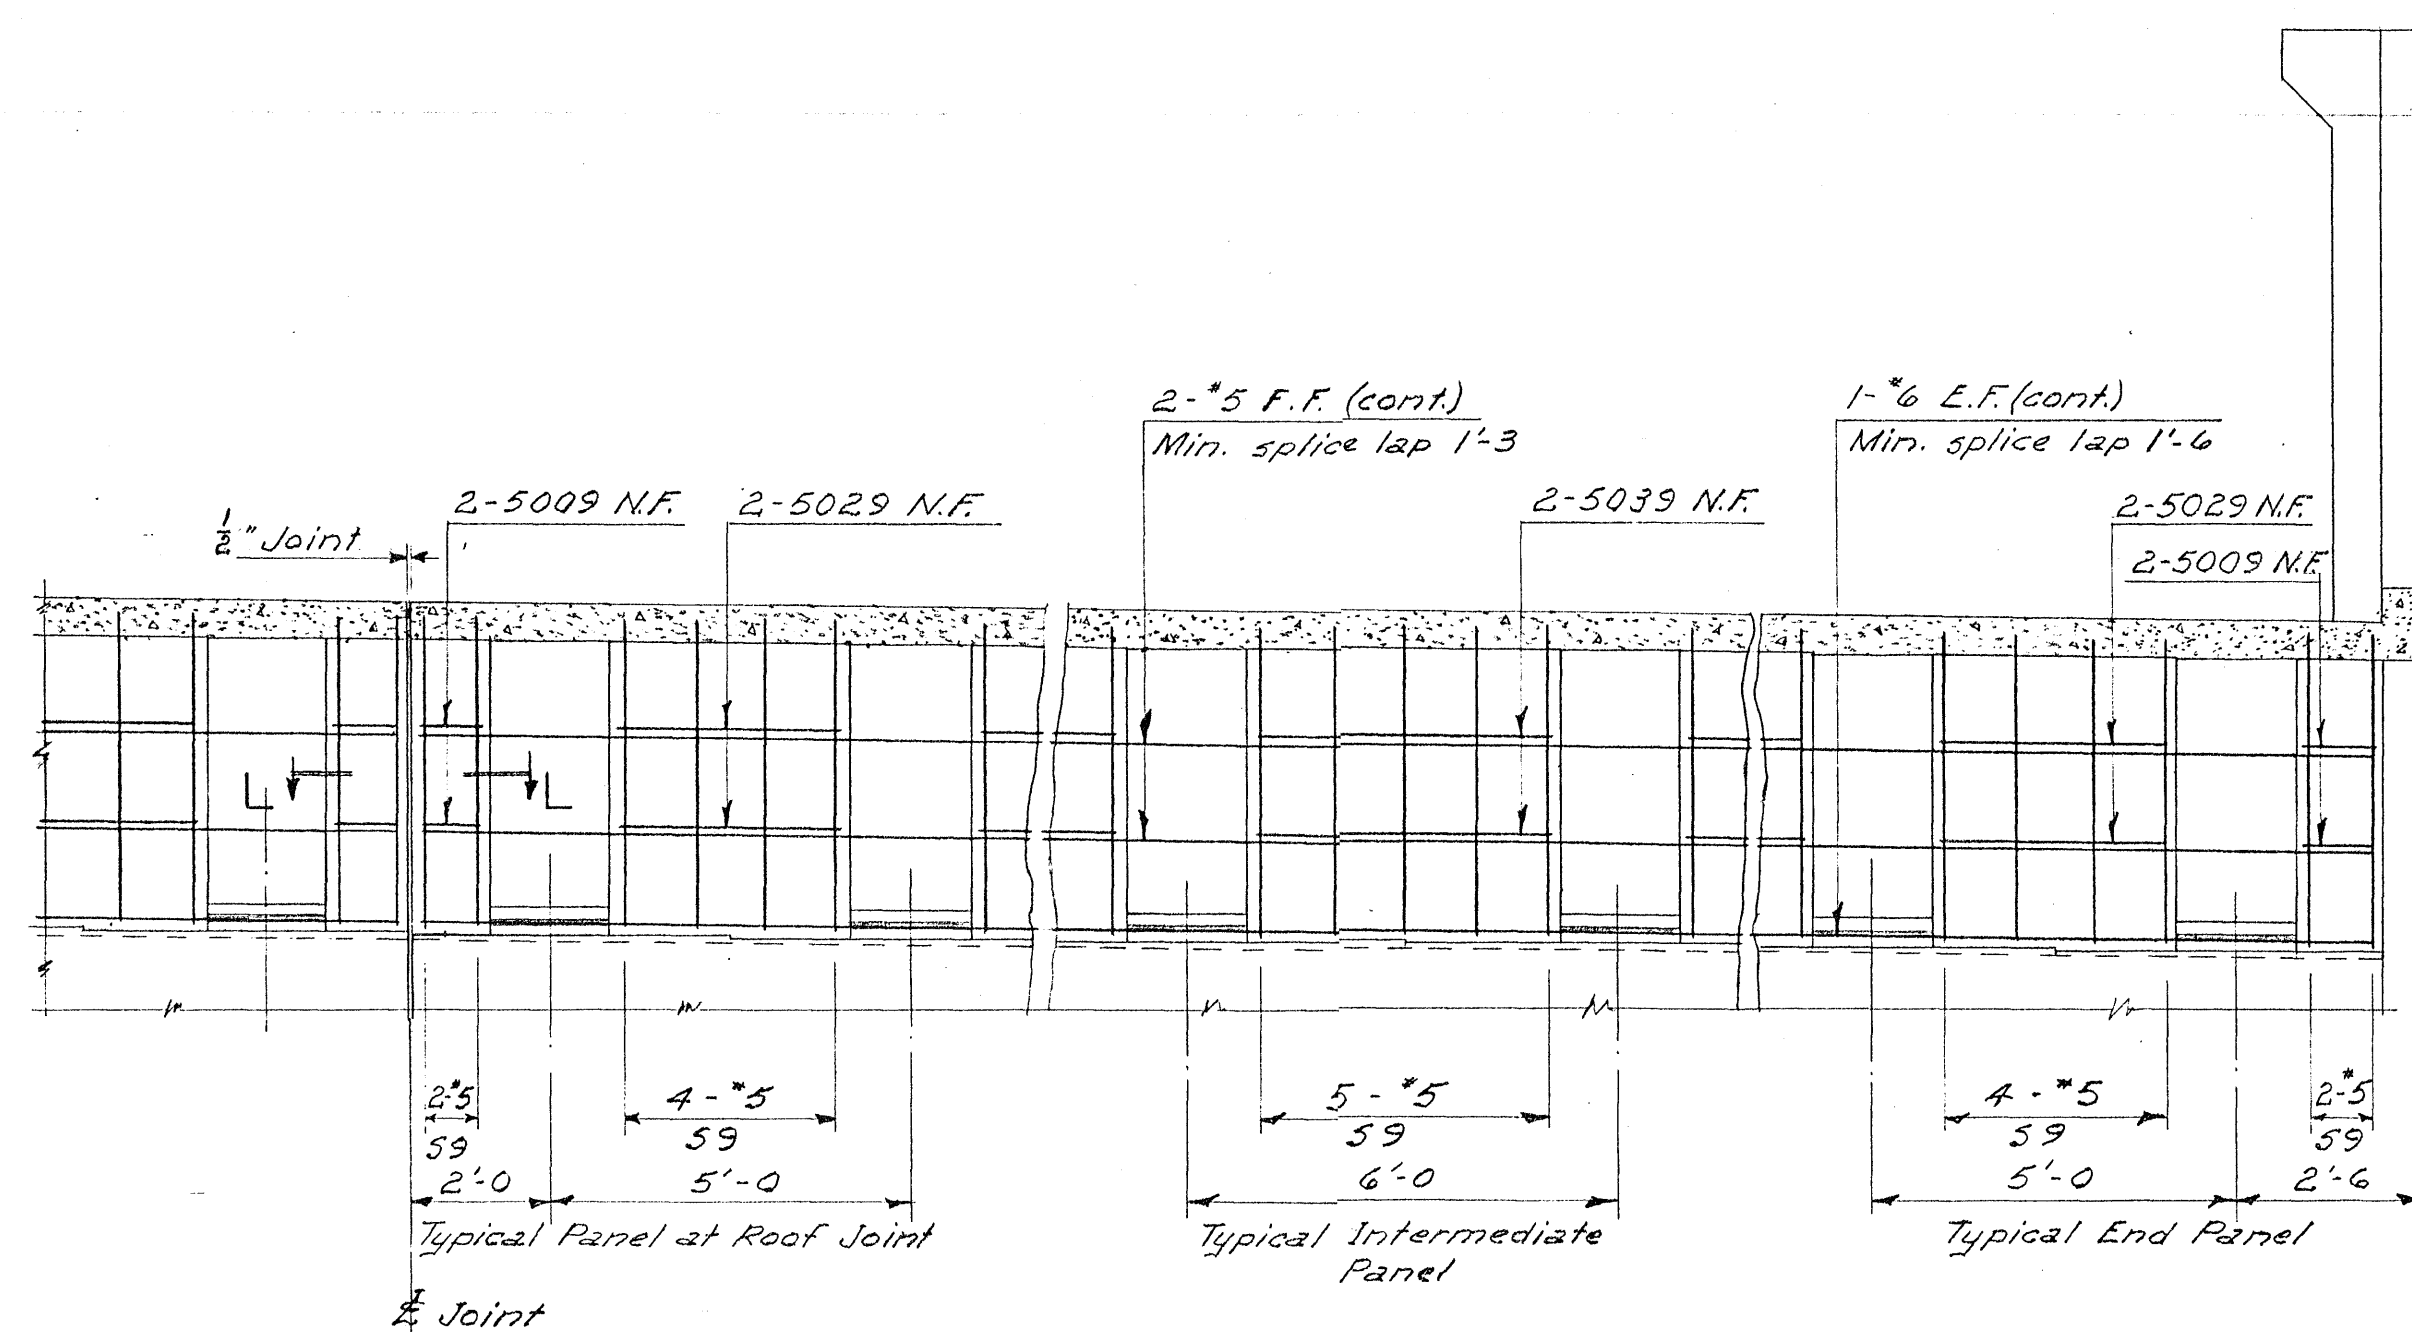 2-#5 F.F. (cont.)
Min. splice lap 1'-3
1-#6 E.F. (cont.)
Min. splice lap 1'-6
2-5009 N.F.
2-5029 N.F.
2-5039 N.F.
2-5029 N.F.
2-5009 N.F.
1/2" Joint
L
L
2-#5
59
4-#5
59
5-#5
59
4-#5
59
2-#5
59
2'-0
5'-0
6'-0
5'-0
2'-6
Typical Panel at Roof Joint
Typical Intermediate
Panel
Typical End Panel
℄ Joint